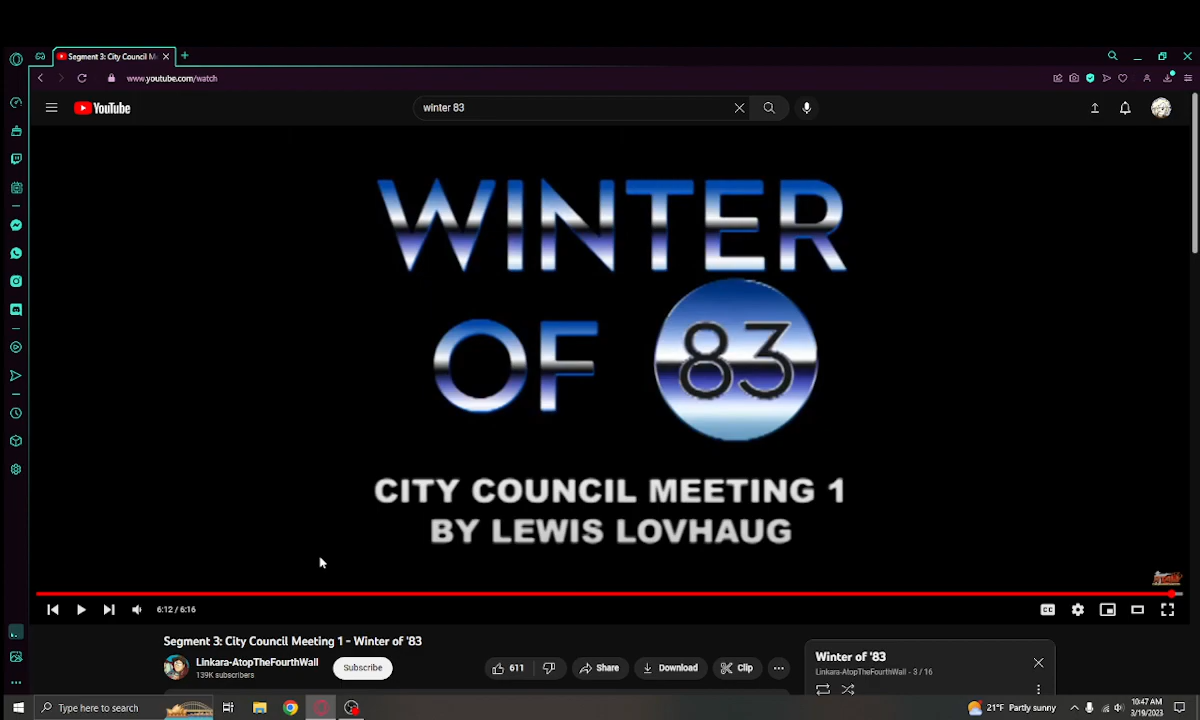 Segment 3: City Council M
www.youtube.com/watch
YouTube
winter 83
WINTER
OF 83
CITY COUNCIL MEETING 1
BY LEWIS LOVHAUG
6:12 / 6:16
CC
Segment 3: City Council Meeting 1 - Winter of '83
Linkara-AtopTheFourthWall
139K subscribers
Subscribe
611
Share
Download
Clip
Winter of '83
Linkara-AtopTheFourthWall - 3 / 16
Type here to search
21°F Partly sunny
10:47 AM
3/19/2023